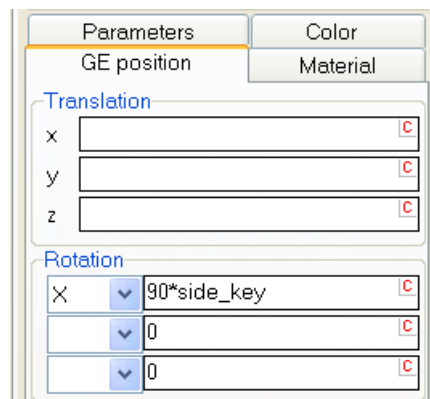 Parameters Color
GE position Material
Translation
x C
y C
z C
Rotation
X 90*side_key C
0 C
0 C